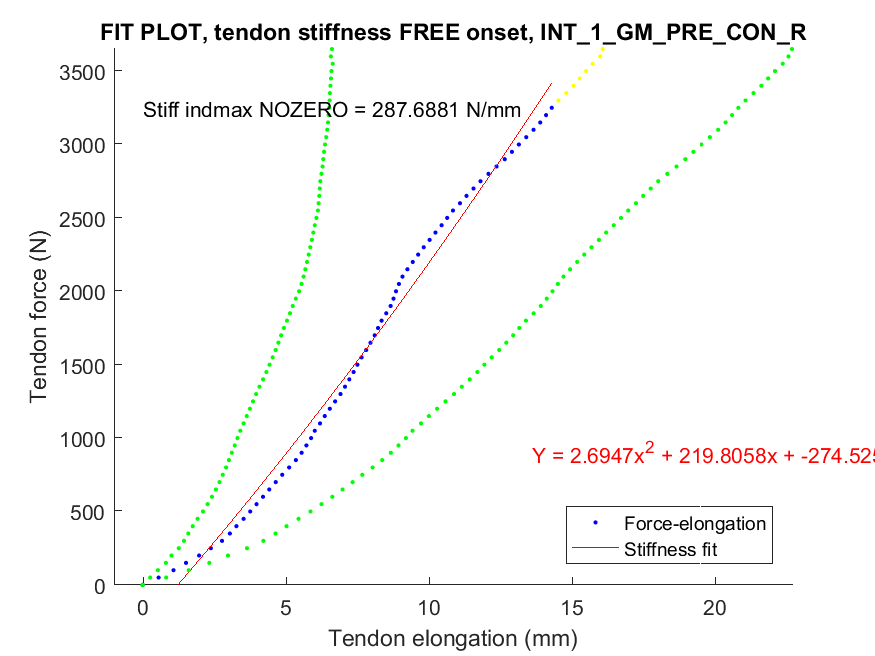 FIT PLOT, tendon stiffness FREE onset, INT_1_GM_PRE_CON_R
3500
Stiff indmax NOZERO = 287.6881 N/mm
3000
2500
Tendon force (N)
2000
1500
1000
Y = 2.6947x² + 219.8058x + -274.525
500
Force-elongation
Stiffness fit
0
0 5 10 15 20
Tendon elongation (mm)